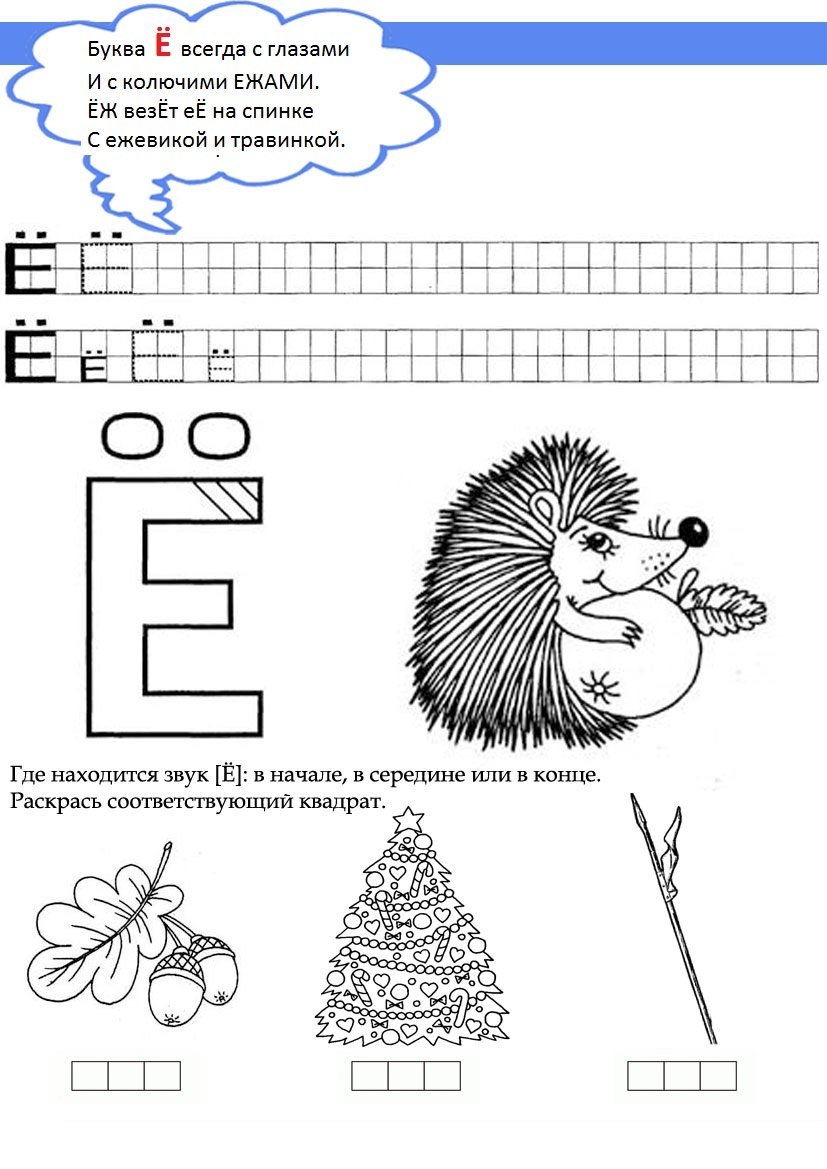 Буква Ё всегда с глазами
И с колючими ЕЖАМИ.
ЁЖ везЁт еЁ на спинке
С ежевикой и травинкой.
Ё Ё
Ё ё Ё ё
Ё
Где находится звук [Ё]: в начале, в середине или в конце.
Раскрась соответствующий квадрат.